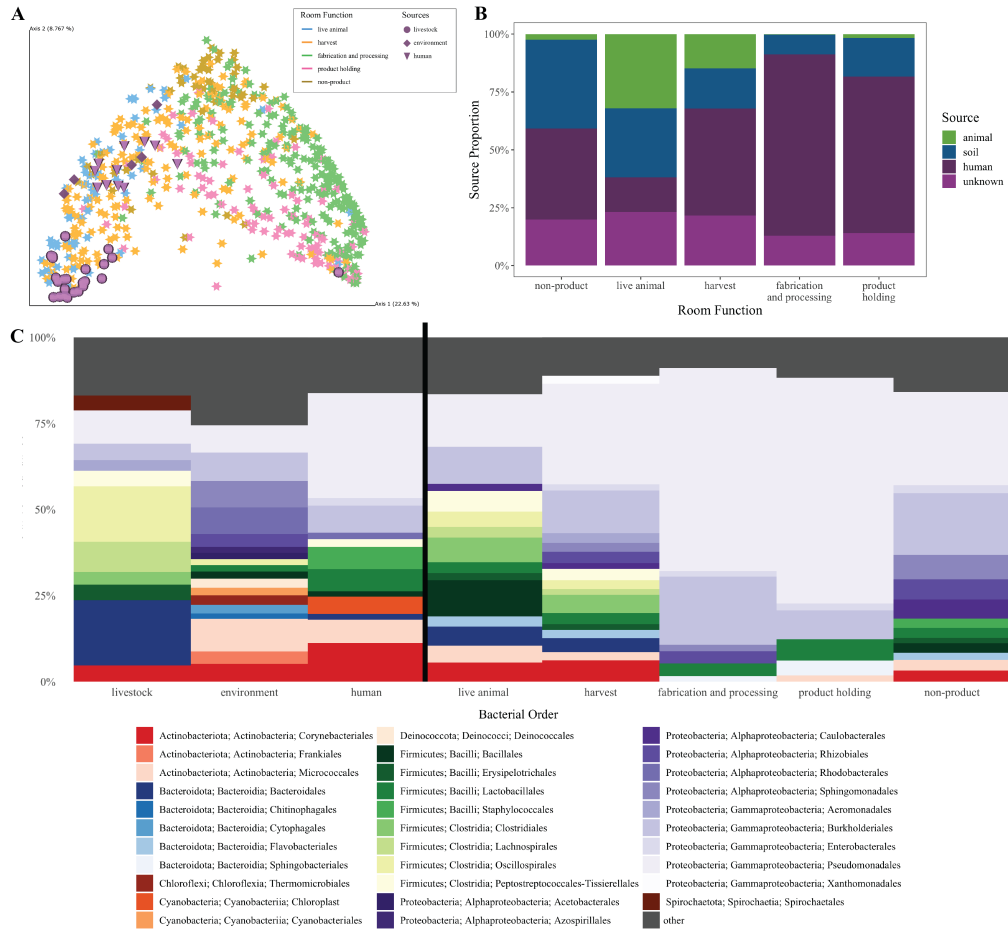 A
Axis 2 (8.767 %)
Room Function
Sources
live animal
harvest
fabrication and processing
product holding
non-product
livestock
environment
human
Axis 1 (22.63 %)
B
Source Proportion
100%
75%
50%
25%
0%
non-product
live animal
harvest
fabrication
and processing
product
holding
Room Function
Source
animal
soil
human
unknown
C
100%
75%
50%
25%
0%
livestock
environment
human
live animal
harvest
fabrication and processing
product holding
non-product
Bacterial Order
Actinobacteriota; Actinobacteria; Corynebacteriales
Actinobacteriota; Actinobacteria; Frankiales
Actinobacteriota; Actinobacteria; Micrococcales
Bacteroidota; Bacteroidia; Bacteroidales
Bacteroidota; Bacteroidia; Chitinophagales
Bacteroidota; Bacteroidia; Cytophagales
Bacteroidota; Bacteroidia; Flavobacteriales
Bacteroidota; Bacteroidia; Sphingobacteriales
Chloroflexi; Chloroflexia; Thermomicrobiales
Cyanobacteria; Cyanobacteriia; Chloroplast
Cyanobacteria; Cyanobacteriia; Cyanobacteriales
Deinococcota; Deinococci; Deinococcales
Firmicutes; Bacilli; Bacillales
Firmicutes; Bacilli; Erysipelotrichales
Firmicutes; Bacilli; Lactobacillales
Firmicutes; Bacilli; Staphylococcales
Firmicutes; Clostridia; Clostridiales
Firmicutes; Clostridia; Lachnospirales
Firmicutes; Clostridia; Oscillospirales
Firmicutes; Clostridia; Peptostreptococcales-Tissierellales
Proteobacteria; Alphaproteobacteria; Acetobacterales
Proteobacteria; Alphaproteobacteria; Azospirillales
Proteobacteria; Alphaproteobacteria; Caulobacterales
Proteobacteria; Alphaproteobacteria; Rhizobiales
Proteobacteria; Alphaproteobacteria; Rhodobacterales
Proteobacteria; Alphaproteobacteria; Sphingomonadales
Proteobacteria; Gammaproteobacteria; Aeromonadales
Proteobacteria; Gammaproteobacteria; Burkholderiales
Proteobacteria; Gammaproteobacteria; Enterobacterales
Proteobacteria; Gammaproteobacteria; Pseudomonadales
Proteobacteria; Gammaproteobacteria; Xanthomonadales
Spirochaetota; Spirochaetia; Spirochaetales
other